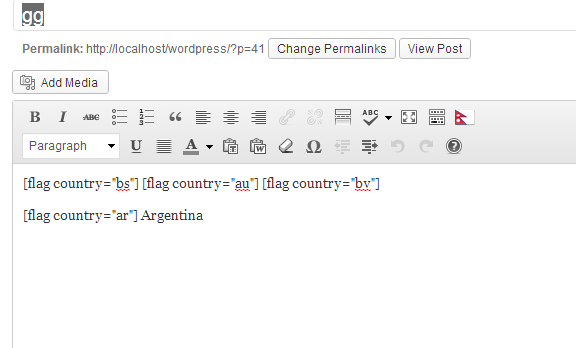 gg
Permalink: http://localhost/wordpress/?p=41 Change Permalinks View Post
Add Media
B I ABC ABC
Paragraph U A T W Ω ?
[flag country="bs"] [flag country="au"] [flag country="bv"]
[flag country="ar"] Argentina